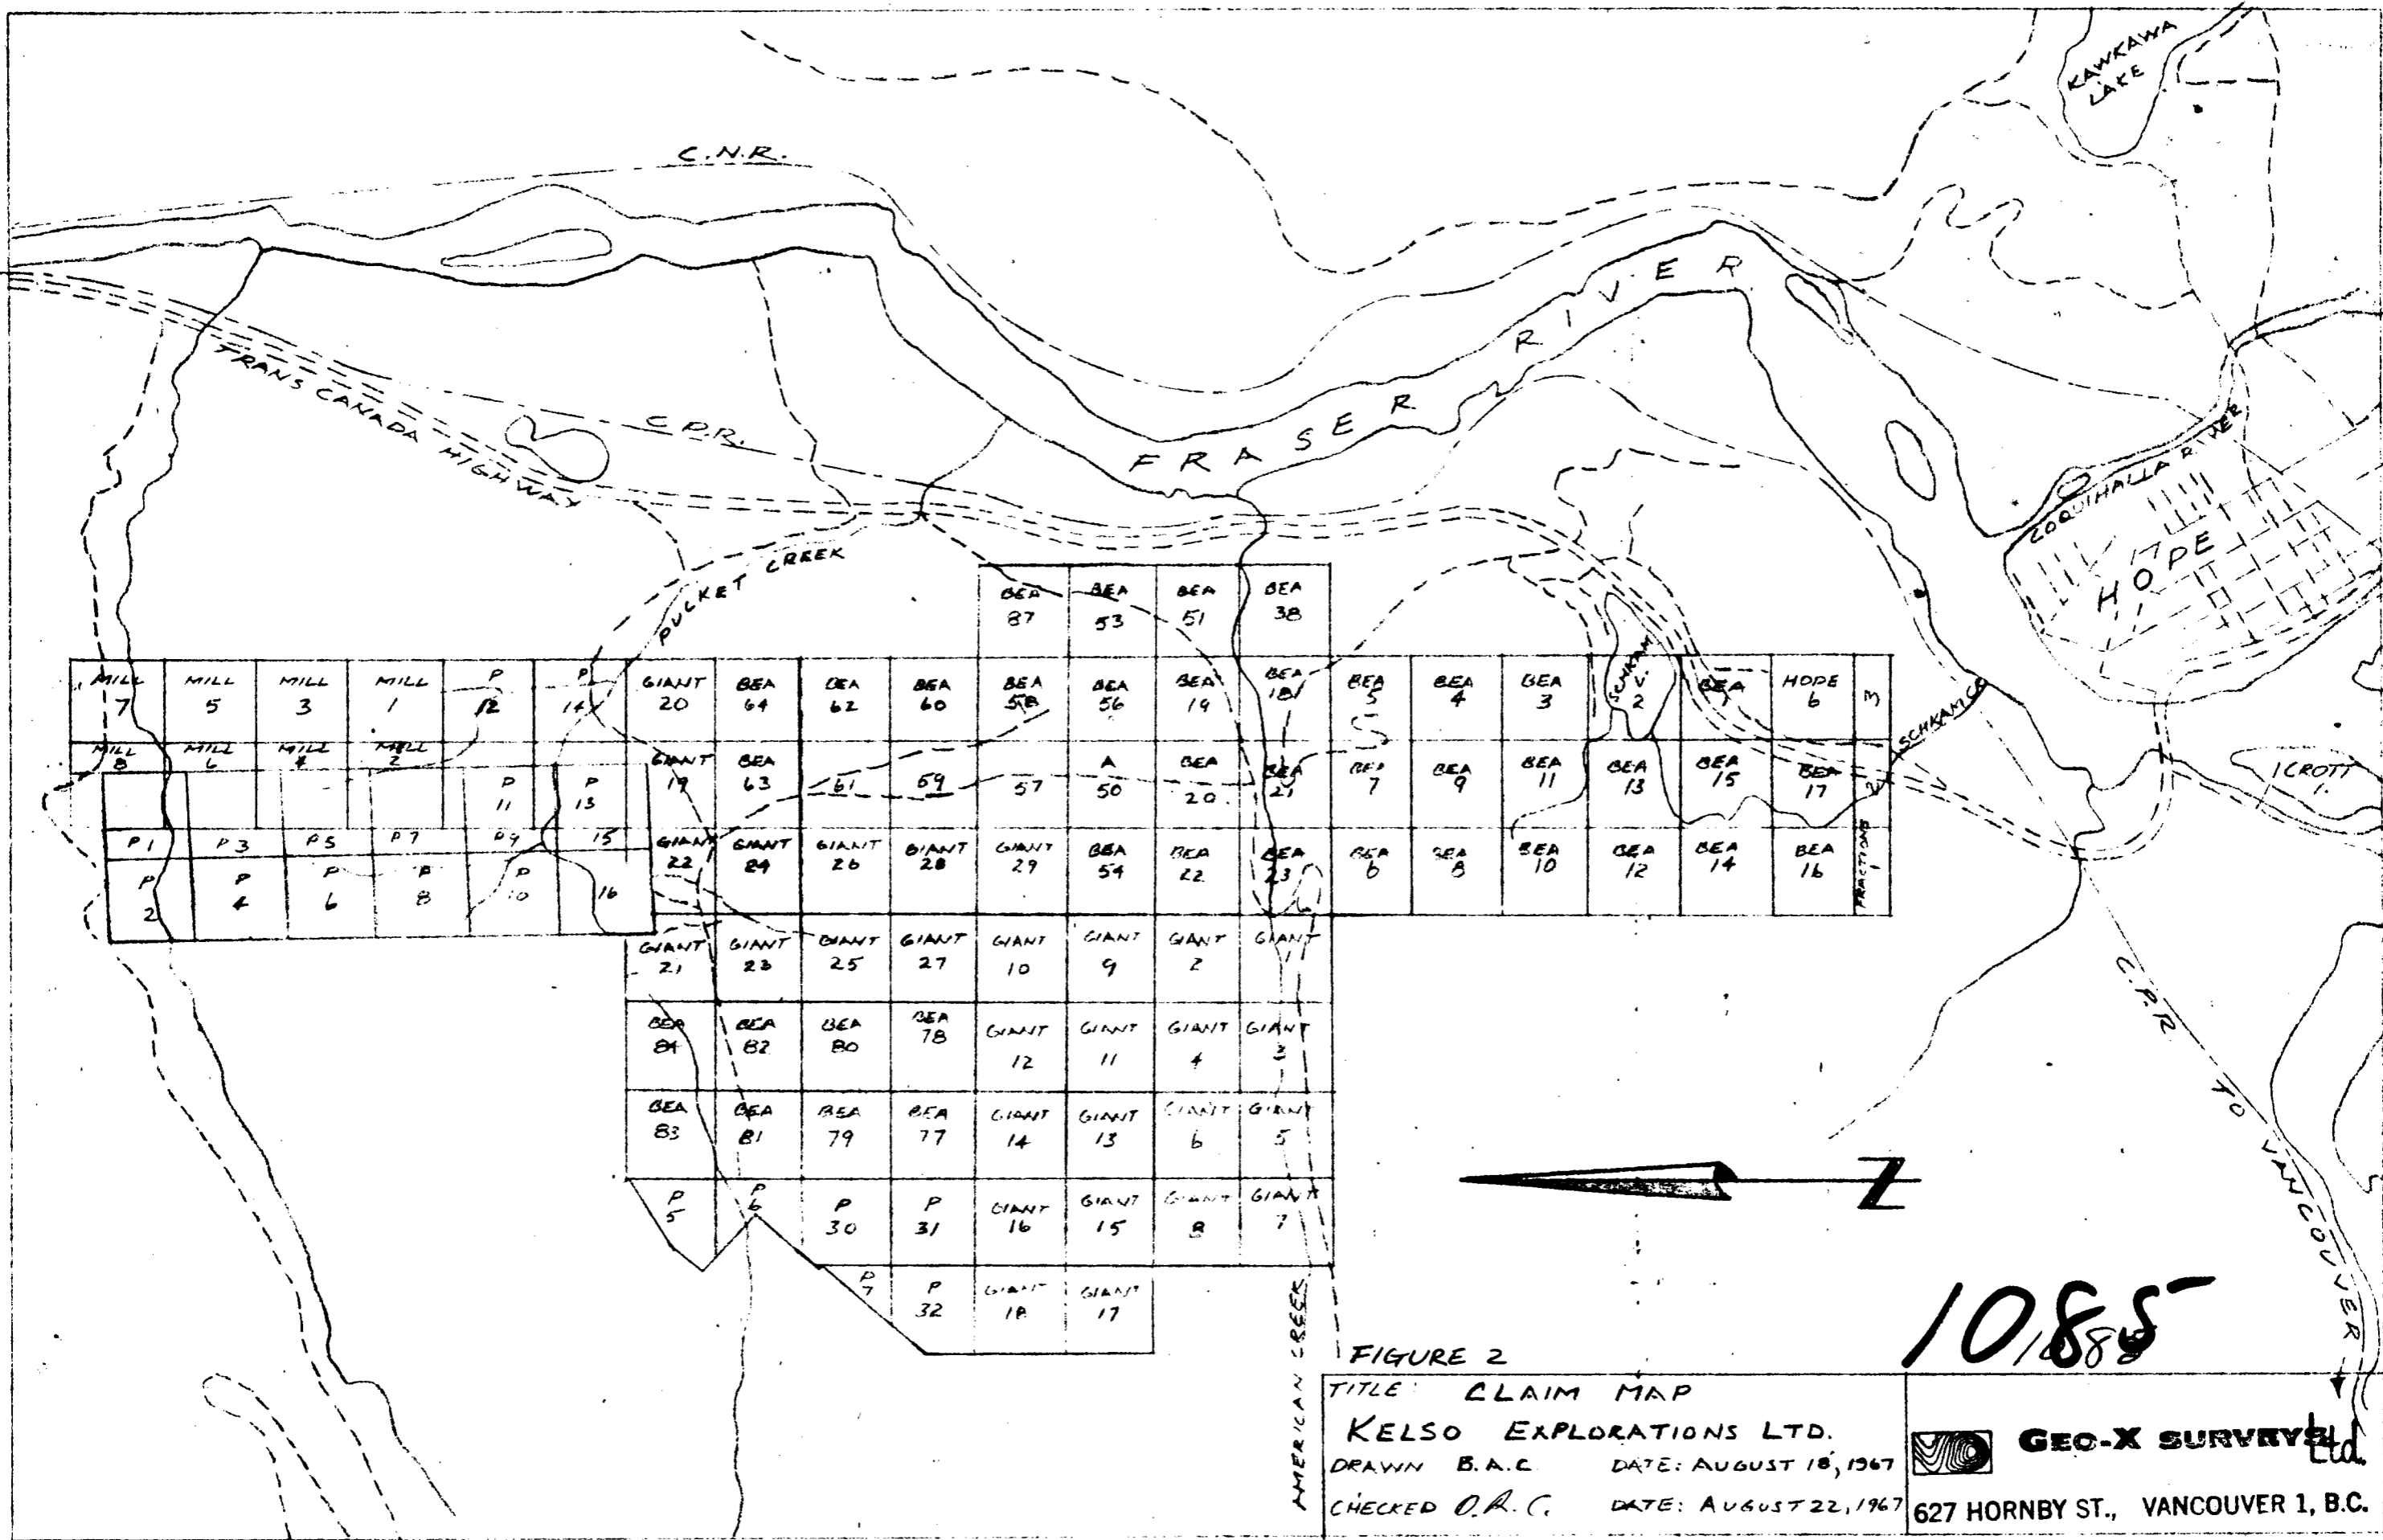 KAWKAWA
LAKE
C.N.R.
FRASER RIVER
TRANS CANADA HIGHWAY
C.P.R.
COQUIHALLA RIVER
HOPE
PUCKET CREEK
BEA 87
BEA 53
BEA 51
BEA 38
MILL 7
MILL 5
MILL 3
MILL 1
P 12
P 14
GIANT 20
BEA 64
BEA 62
BEA 60
BEA 58
BEA 56
BEA 19
BEA 18
BEA 5
BEA 4
BEA 3
SCHKAM
2
BEA
HOPE 6
3
SCHKAM CR
MILL 8
MILL 6
MILL 4
MILL 2
P 11
P 13
GIANT 19
BEA 63
61
59
57
A 50
BEA 20
BEA 21
BEA 7
BEA 9
BEA 11
BEA 13
BEA 15
BEA 17
2
1 CROFT 1
P 1
P 3
P 5
P 7
P 9
15
GIANT 22
GIANT 24
GIANT 26
GIANT 28
GIANT 29
BEA 54
BEA 22
BEA 23
BEA 6
BEA 8
BEA 10
BEA 12
BEA 14
BEA 16
FRACTIONS 1
P 2
P 4
P 6
P 8
P 10
16
GIANT 21
GIANT 23
GIANT 25
GIANT 27
GIANT 10
GIANT 9
GIANT 2
GIANT
BEA 84
BEA 82
BEA 80
BEA 78
GIANT 12
GIANT 11
GIANT 4
GIANT 3
BEA 83
BEA 81
BEA 79
BEA 77
GIANT 14
GIANT 13
GIANT 6
GIANT 5
P 5
P 6
P 30
P 31
GIANT 16
GIANT 15
GIANT 8
GIANT 7
P 7
P 32
GIANT 18
GIANT 17
AMERICAN CREEK
C.P.R. TO VANCOUVER
N
1085
FIGURE 2
TITLE: CLAIM MAP
KELSO EXPLORATIONS LTD.
DRAWN B.A.C. DATE: AUGUST 18, 1967
CHECKED O.R.C. DATE: AUGUST 22, 1967
GEO-X SURVEYS Ltd.
627 HORNBY ST., VANCOUVER 1, B.C.